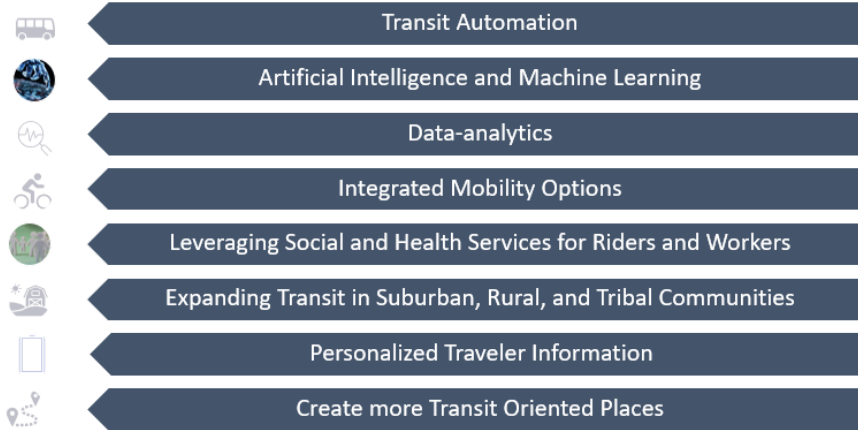 Transit Automation
Artificial Intelligence and Machine Learning
Data-analytics
Integrated Mobility Options
Leveraging Social and Health Services for Riders and Workers
Expanding Transit in Suburban, Rural, and Tribal Communities
Personalized Traveler Information
Create more Transit Oriented Places